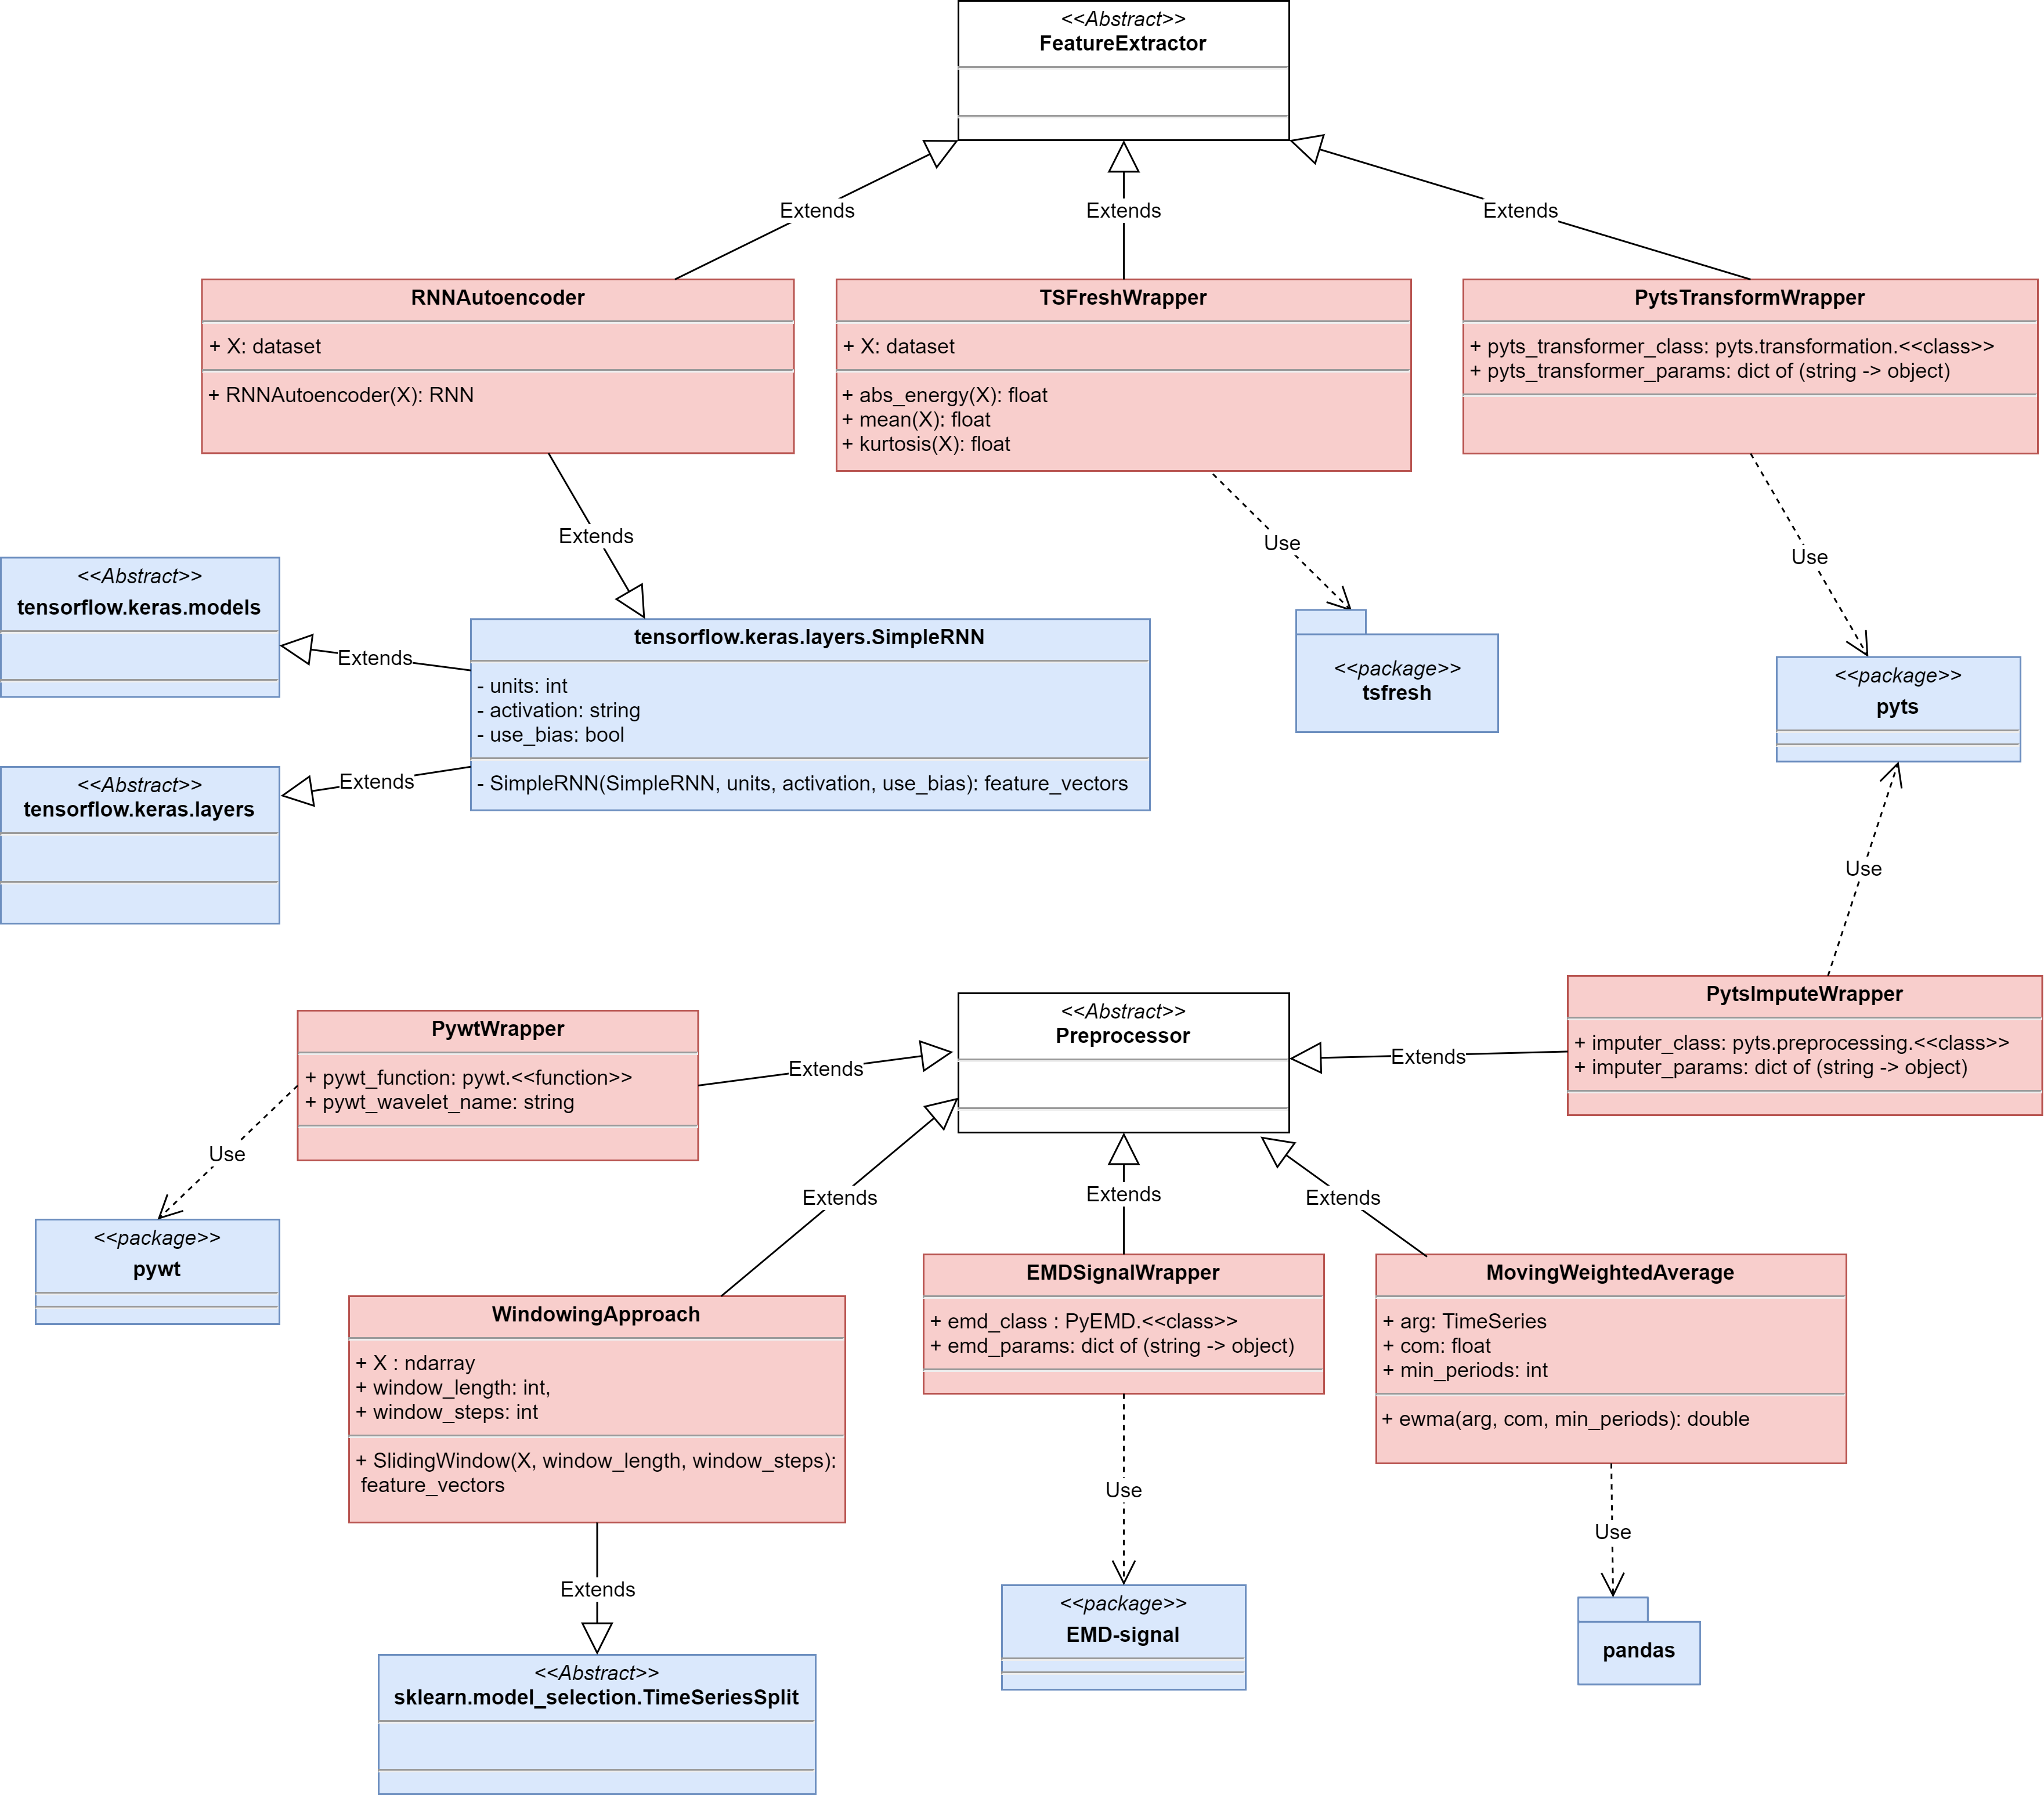 <<Abstract>>
FeatureExtractor
Extends
Extends
Extends
RNNAutoencoder
+ X: dataset
+ RNNAutoencoder(X): RNN
TSFreshWrapper
+ X: dataset
+ abs_energy(X): float
+ mean(X): float
+ kurtosis(X): float
PytsTransformWrapper
+ pyts_transformer_class: pyts.transformation.<<class>>
+ pyts_transformer_params: dict of (string -> object)
Extends
Use
Use
<<Abstract>>
tensorflow.keras.models
Extends
tensorflow.keras.layers.SimpleRNN
- units: int
- activation: string
- use_bias: bool
- SimpleRNN(SimpleRNN, units, activation, use_bias): feature_vectors
<<package>>
tsfresh
<<package>>
pyts
<<Abstract>>
tensorflow.keras.layers
Extends
Use
PywtWrapper
+ pywt_function: pywt.<<function>>
+ pywt_wavelet_name: string
Extends
<<Abstract>>
Preprocessor
Extends
PytsImputeWrapper
+ imputer_class: pyts.preprocessing.<<class>>
+ imputer_params: dict of (string -> object)
Use
Extends
Extends
Extends
<<package>>
pywt
WindowingApproach
+ X : ndarray
+ window_length: int,
+ window_steps: int
+ SlidingWindow(X, window_length, window_steps):
feature_vectors
EMDSignalWrapper
+ emd_class : PyEMD.<<class>>
+ emd_params: dict of (string -> object)
MovingWeightedAverage
+ arg: TimeSeries
+ com: float
+ min_periods: int
+ ewma(arg, com, min_periods): double
Extends
Use
Use
<<Abstract>>
sklearn.model_selection.TimeSeriesSplit
<<package>>
EMD-signal
pandas